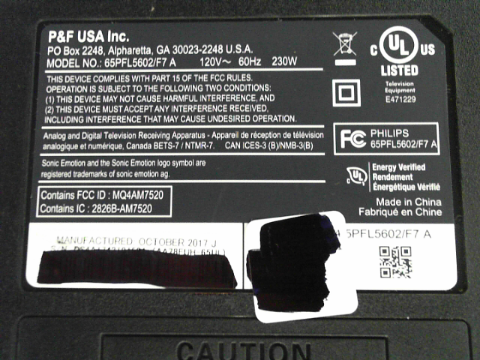 P&F USA Inc.
PO Box 2248, Alpharetta, GA 30023-2248 U.S.A.
MODEL NO.: 65PFL5602/F7 A 120V~ 60Hz 230W
THIS DEVICE COMPLIES WITH PART 15 OF THE FCC RULES.
OPERATION IS SUBJECT TO THE FOLLOWING TWO CONDITIONS:
(1) THIS DEVICE MAY NOT CAUSE HARMFUL INTERFERENCE, AND
(2) THIS DEVICE MUST ACCEPT ANY INTERFERENCE RECEIVED,
INCLUDING INTERFERENCE THAT MAY CAUSE UNDESIRED OPERATION.
Analog and Digital Television Receiving Apparatus - Appareil de réception de télévision
analogique et numérique, Canada BETS-7 / NTMR-7. CAN ICES-3 (B)/NMB-3(B)
Sonic Emotion and the Sonic Emotion logo symbol are
registered trademarks of sonic emotion ag.
Contains FCC ID : MQ4AM7520
Contains IC : 2826B-AM7520
C UL US
LISTED
Television
Equipment
E471229
FC PHILIPS
65PFL5602/F7 A
c UL Energy Verified
Rendement
Énergétique Vérifié
Made in China
Fabriqué en China
MANUFACTURED: OCTOBER 2017 J
5PFL5602/F7 A
CAUTION